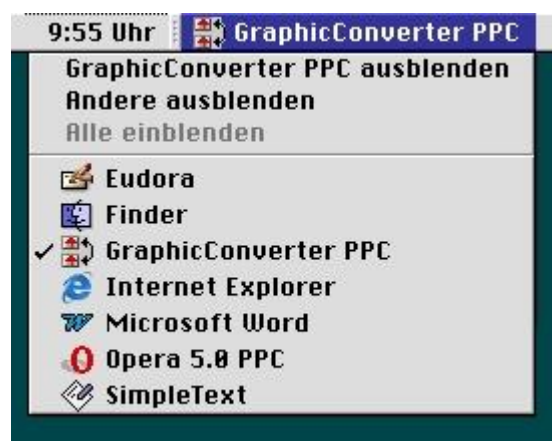 9:55 Uhr GraphicConverter PPC
GraphicConverter PPC ausblenden
Andere ausblenden
Alle einblenden
Eudora
Finder
GraphicConverter PPC
Internet Explorer
Microsoft Word
Opera 5.0 PPC
SimpleText